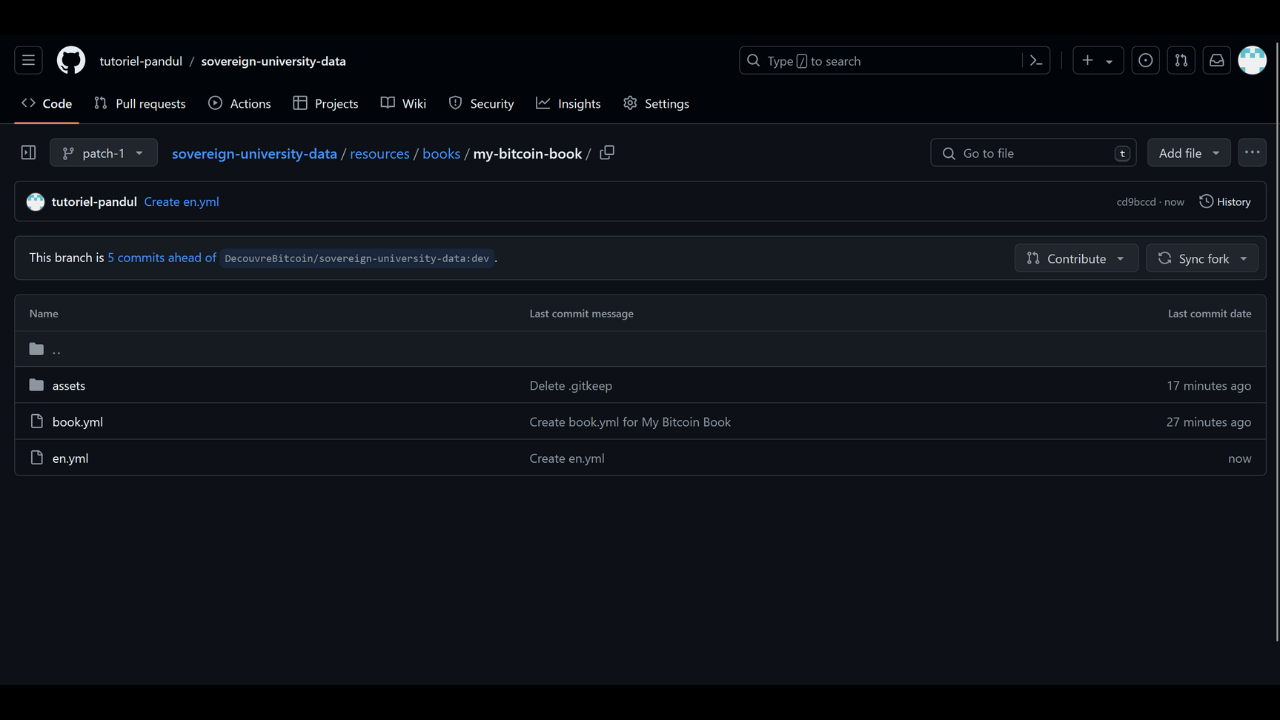 tutoriel-pandul / sovereign-university-data Type / to search
Code Pull requests Actions Projects Wiki Security Insights Settings
patch-1 sovereign-university-data / resources / books / my-bitcoin-book / Go to file t Add file
tutoriel-pandul Create en.yml cd9bccd · now History
This branch is 5 commits ahead of DecouvreBitcoin/sovereign-university-data:dev . Contribute Sync fork
Name Last commit message Last commit date
..
assets Delete .gitkeep 17 minutes ago
book.yml Create book.yml for My Bitcoin Book 27 minutes ago
en.yml Create en.yml now